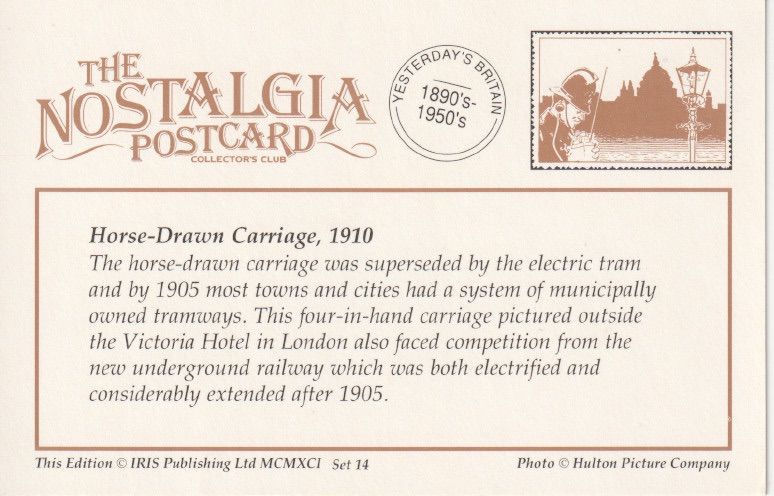 THE
NOSTALGIA
POSTCARD
COLLECTOR'S CLUB
YESTERDAY'S BRITAIN
1890's-
1950's
Horse-Drawn Carriage, 1910
The horse-drawn carriage was superseded by the electric tram
and by 1905 most towns and cities had a system of municipally
owned tramways. This four-in-hand carriage pictured outside
the Victoria Hotel in London also faced competition from the
new underground railway which was both electrified and
considerably extended after 1905.
This Edition © IRIS Publishing Ltd MCMXCI Set 14
Photo © Hulton Picture Company